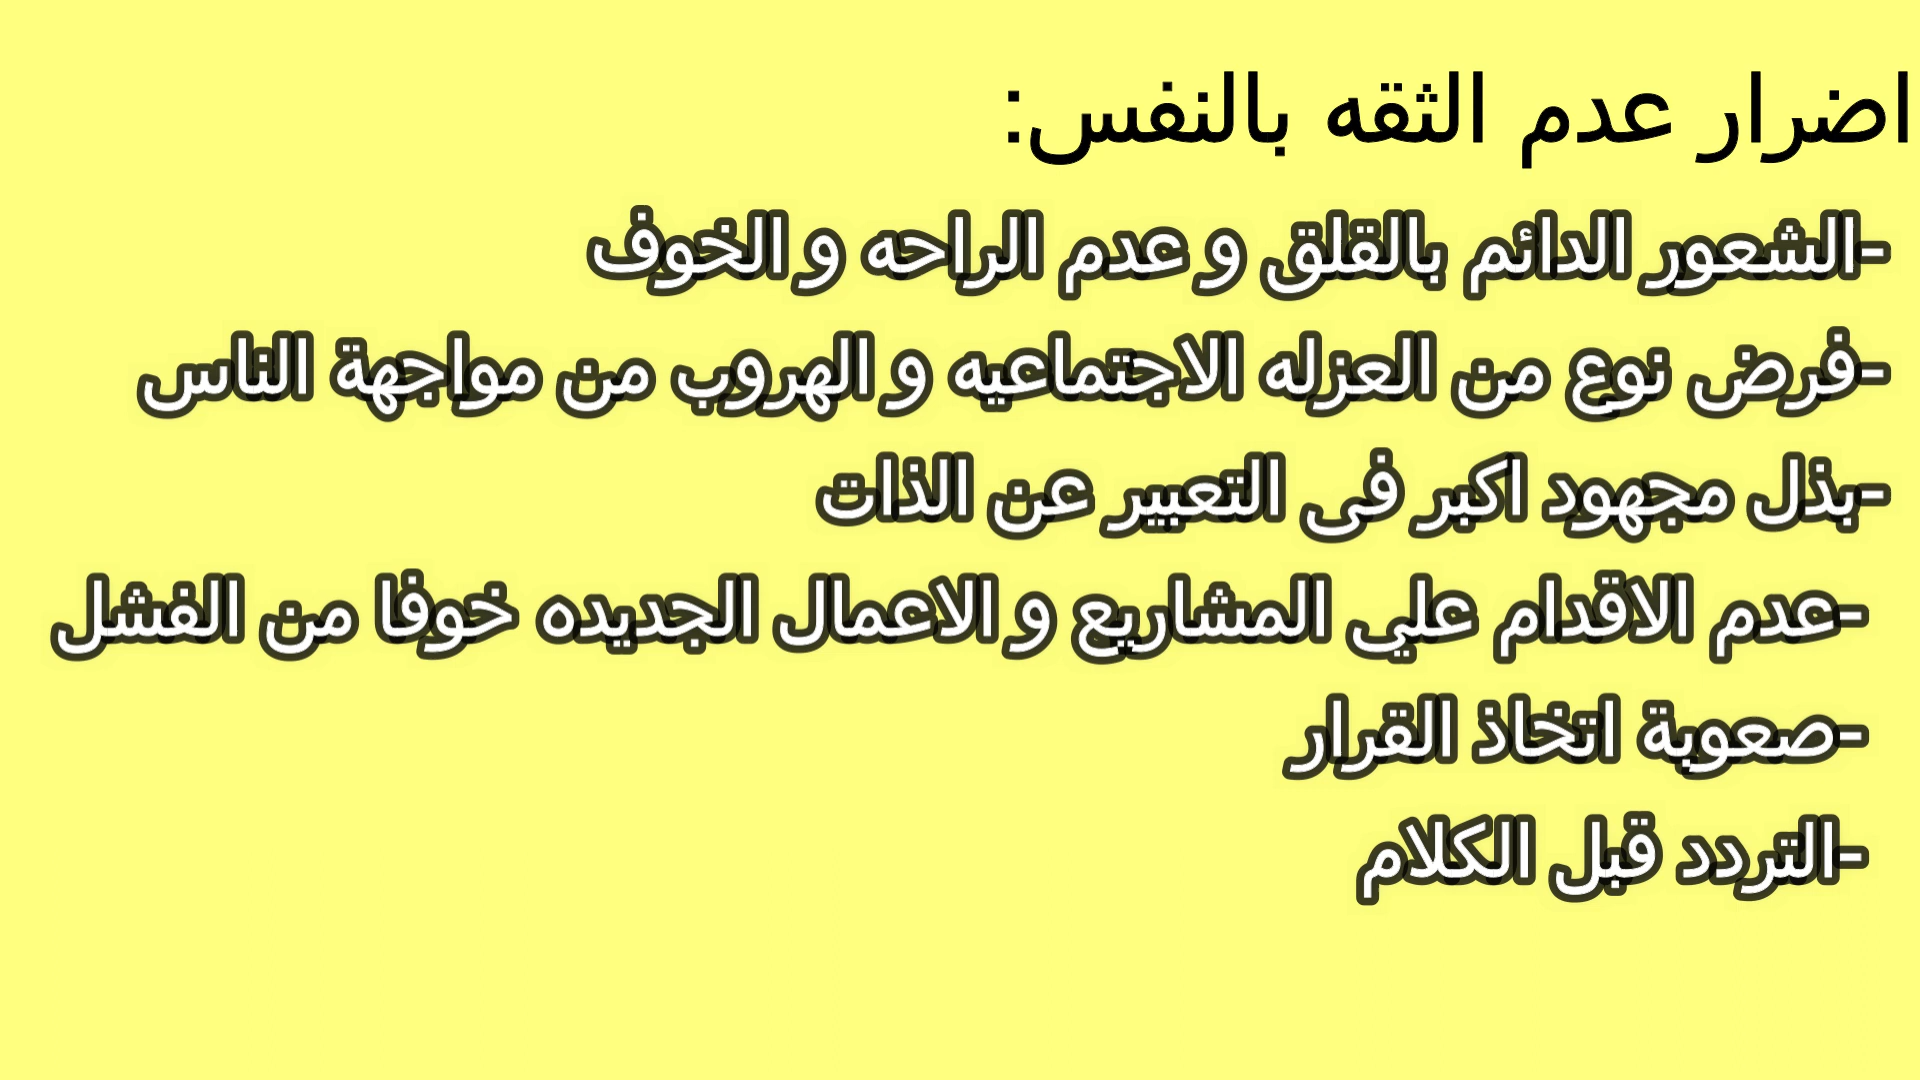 اضرار عدم الثقه بالنفس:
-الشعور الدائم بالقلق و عدم الراحه و الخوف
-فرض نوع من العزله الاجتماعيه و الهروب من مواجهة الناس
-بذل مجهود اكبر فى التعبير عن الذات
-عدم الاقدام علي المشاريع و الاعمال الجديده خوفا من الفشل
-صعوبة اتخاذ القرار
-التردد قبل الكلام